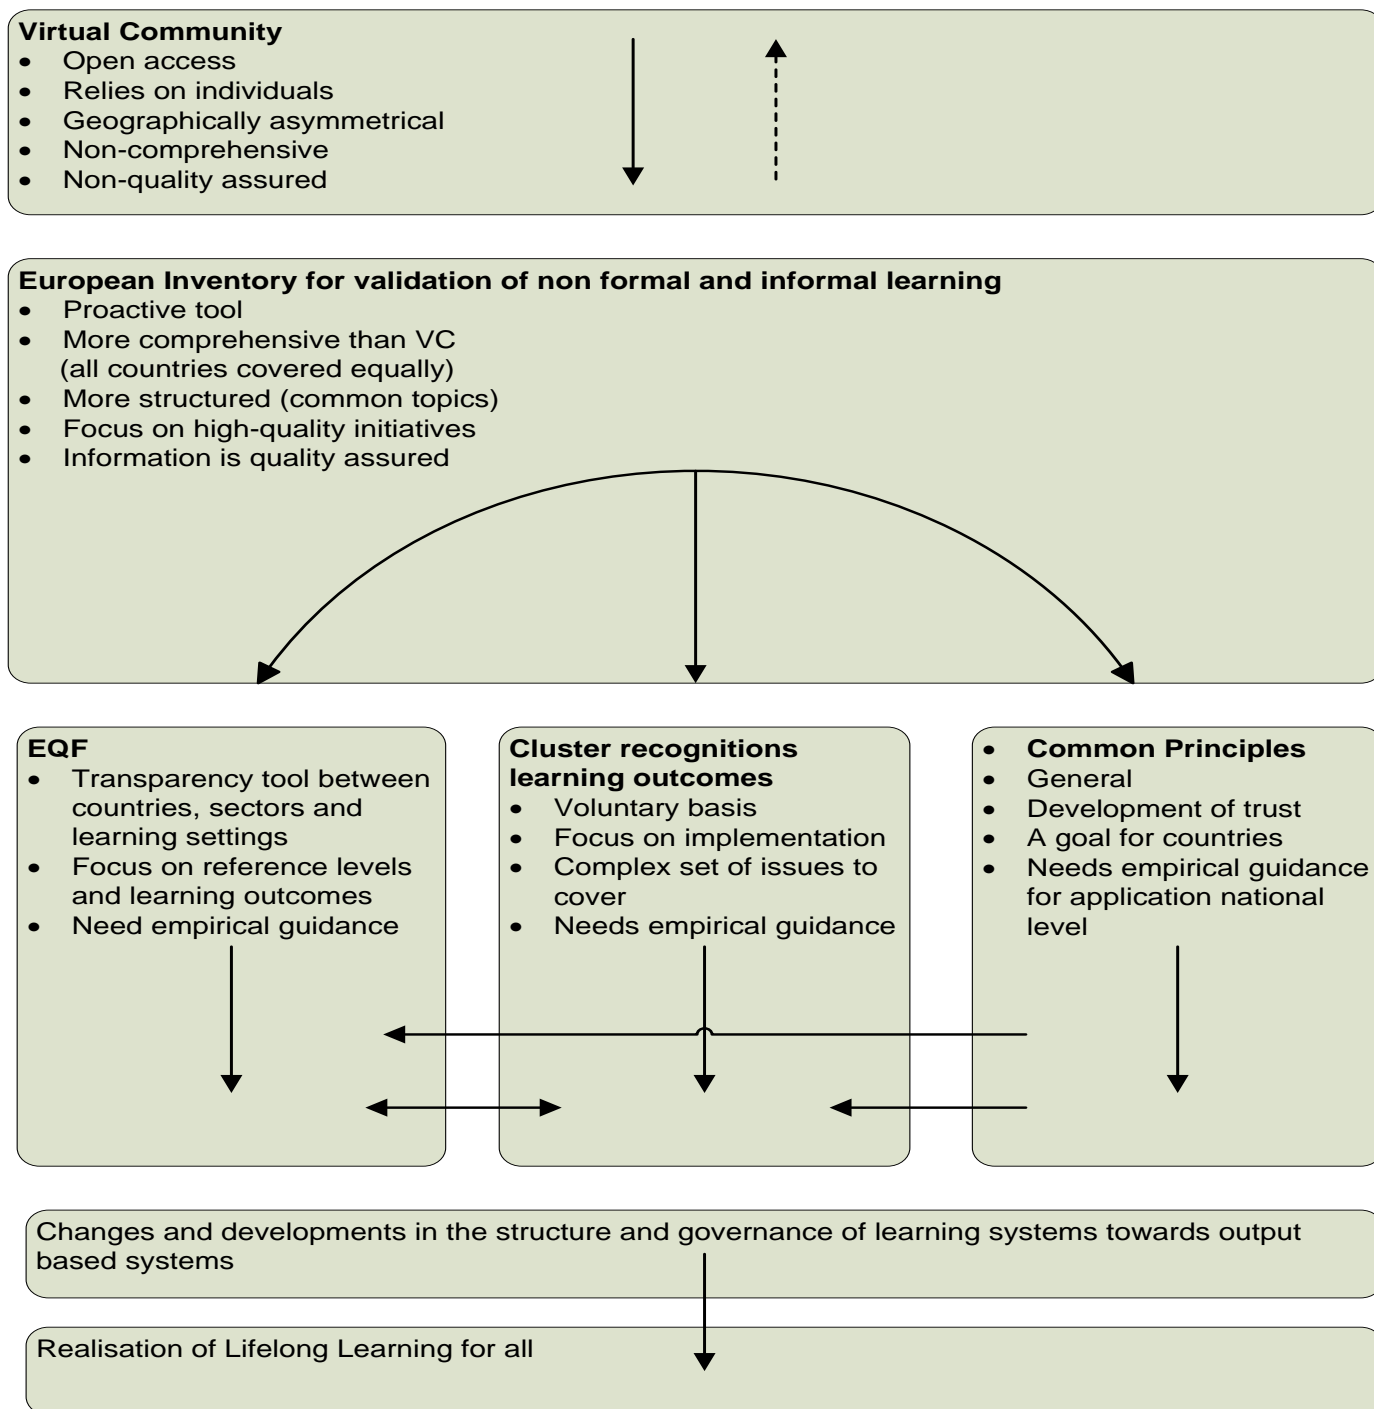 Virtual Community
• Open access
• Relies on individuals
• Geographically asymmetrical
• Non-comprehensive
• Non-quality assured
European Inventory for validation of non formal and informal learning
• Proactive tool
• More comprehensive than VC
(all countries covered equally)
• More structured (common topics)
• Focus on high-quality initiatives
• Information is quality assured
EQF
• Transparency tool between
countries, sectors and
learning settings
• Focus on reference levels
and learning outcomes
• Need empirical guidance
Cluster recognitions
learning outcomes
• Voluntary basis
• Focus on implementation
• Complex set of issues to
cover
• Needs empirical guidance
• Common Principles
• General
• Development of trust
• A goal for countries
• Needs empirical guidance
for application national
level
Changes and developments in the structure and governance of learning systems towards output
based systems
Realisation of Lifelong Learning for all